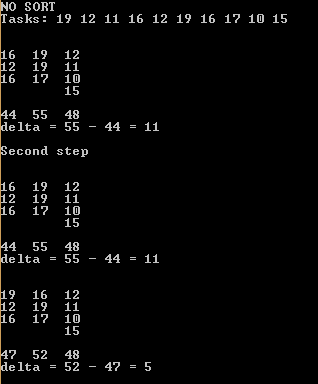 NO SORT
Tasks: 19 12 11 16 12 19 16 17 10 15
16 19 12
12 19 11
16 17 10
15
44 55 48
delta = 55 - 44 = 11
Second step
16 19 12
12 19 11
16 17 10
15
44 55 48
delta = 55 - 44 = 11
19 16 12
12 19 11
16 17 10
15
47 52 48
delta = 52 - 47 = 5